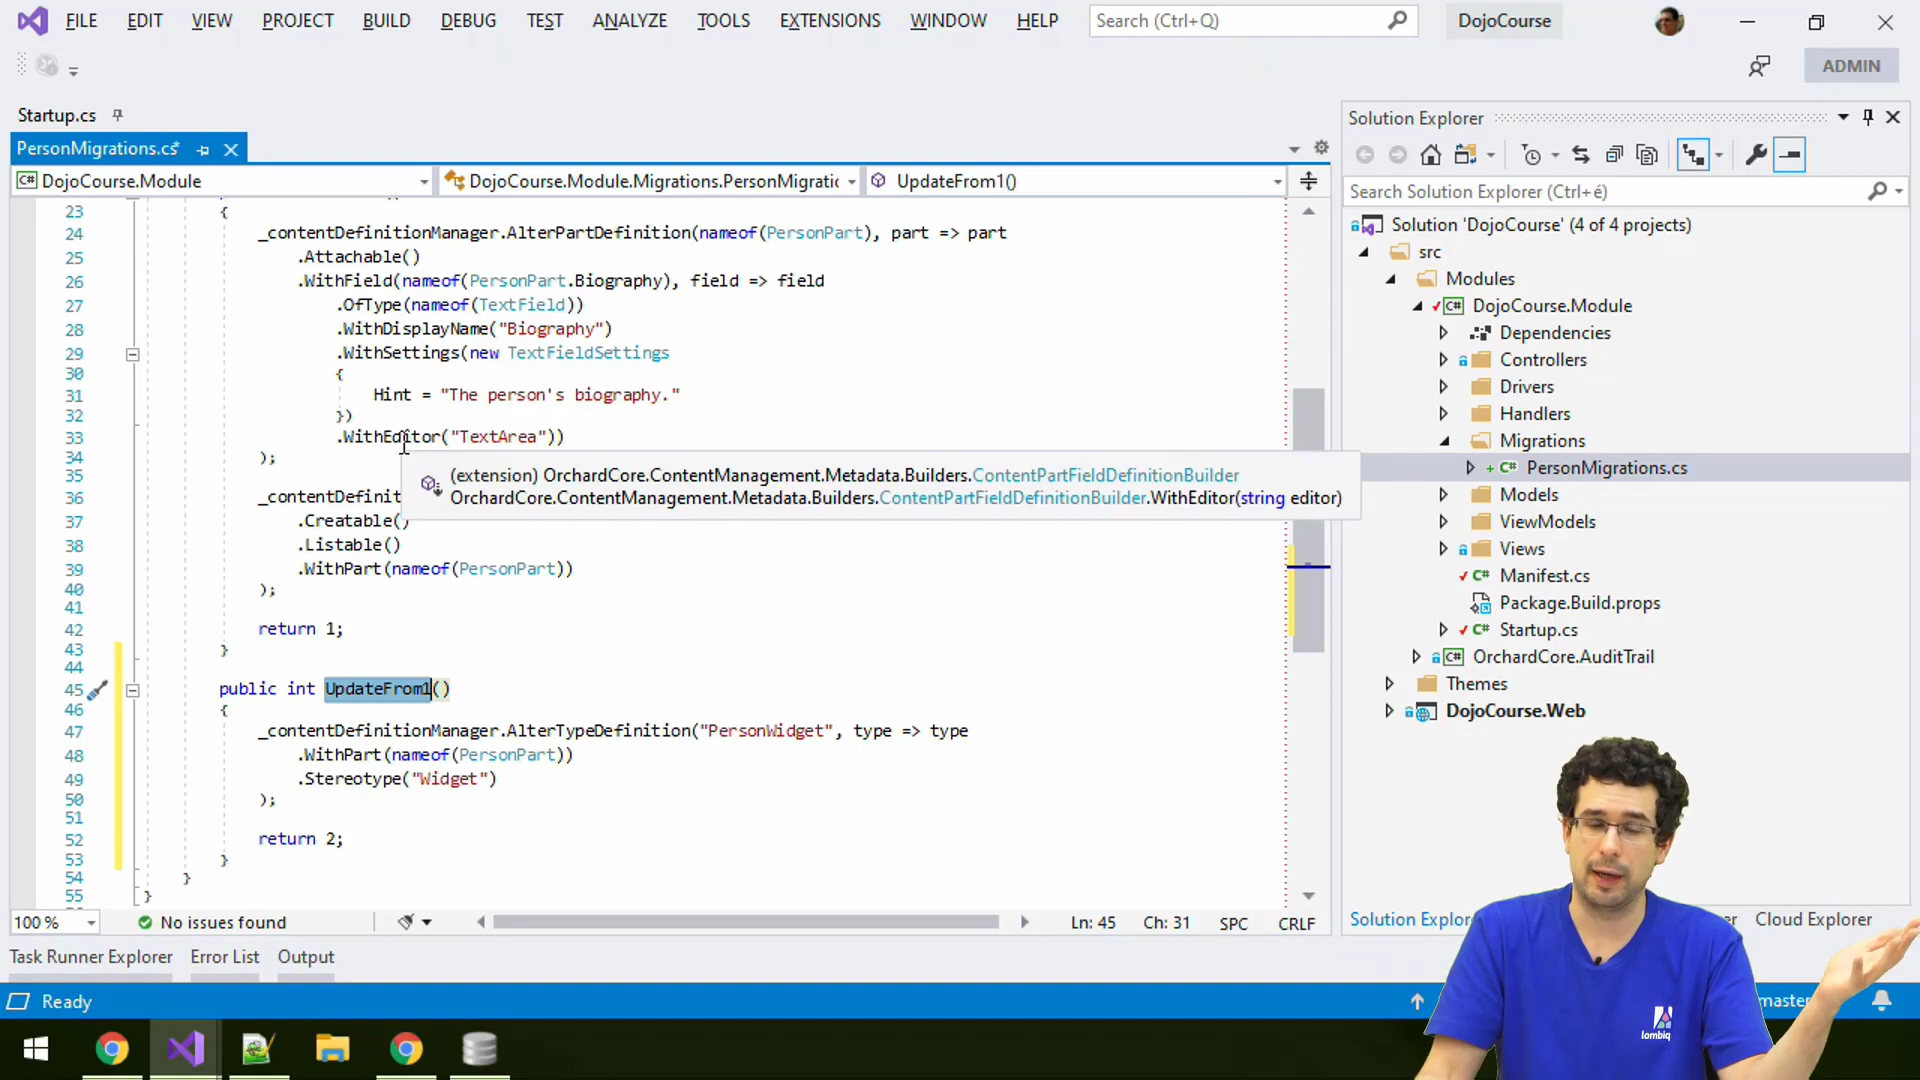 FILE EDIT VIEW PROJECT BUILD DEBUG TEST ANALYZE TOOLS EXTENSIONS WINDOW HELP Search (Ctrl+Q) DojoCourse
ADMIN
Startup.cs
PersonMigrations.cs*
C# DojoCourse.Module DojoCourse.Module.Migrations.PersonMigratic UpdateFrom1()
23 {
24 _contentDefinitionManager.AlterPartDefinition(nameof(PersonPart), part => part
25 .Attachable()
26 .WithField(nameof(PersonPart.Biography), field => field
27 .OfType(nameof(TextField))
28 .WithDisplayName("Biography")
29 .WithSettings(new TextFieldSettings
30 {
31 Hint = "The person's biography."
32 })
33 .WithEditor("TextArea"))
34 );
35
(extension) OrchardCore.ContentManagement.Metadata.Builders.ContentPartFieldDefinitionBuilder
OrchardCore.ContentManagement.Metadata.Builders.ContentPartFieldDefinitionBuilder.WithEditor(string editor)
36 _contentDefinit
37 .Creatable()
38 .Listable()
39 .WithPart(nameof(PersonPart))
40 );
41
42 return 1;
43 }
44
45 public int UpdateFrom1()
46 {
47 _contentDefinitionManager.AlterTypeDefinition("PersonWidget", type => type
48 .WithPart(nameof(PersonPart))
49 .Stereotype("Widget")
50 );
51
52 return 2;
53 }
54 }
55 }
100 % No issues found Ln: 45 Ch: 31 SPC CRLF
Task Runner Explorer Error List Output
Ready
Solution Explorer
Search Solution Explorer (Ctrl+é)
Solution 'DojoCourse' (4 of 4 projects)
src
Modules
C# DojoCourse.Module
Dependencies
Controllers
Drivers
Handlers
Migrations
+ C# PersonMigrations.cs
Models
ViewModels
Views
C# Manifest.cs
Package.Build.props
C# Startup.cs
C# OrchardCore.AuditTrail
Themes
DojoCourse.Web
Solution Explor
Cloud Explorer
master
lombiq